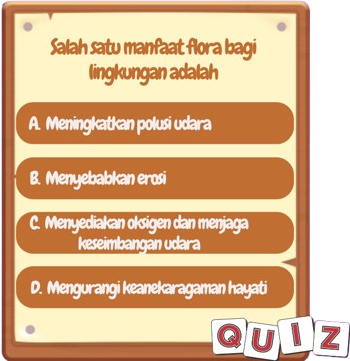 Salah satu manfaat flora bagi
lingkungan adalah
A. Meningkatkan polusi udara
B. Menyebabkan erosi
C. Menyediakan oksigen dan menjaga
keseimbangan udara
D. Mengurangi keanekaragaman hayati
QUIZ